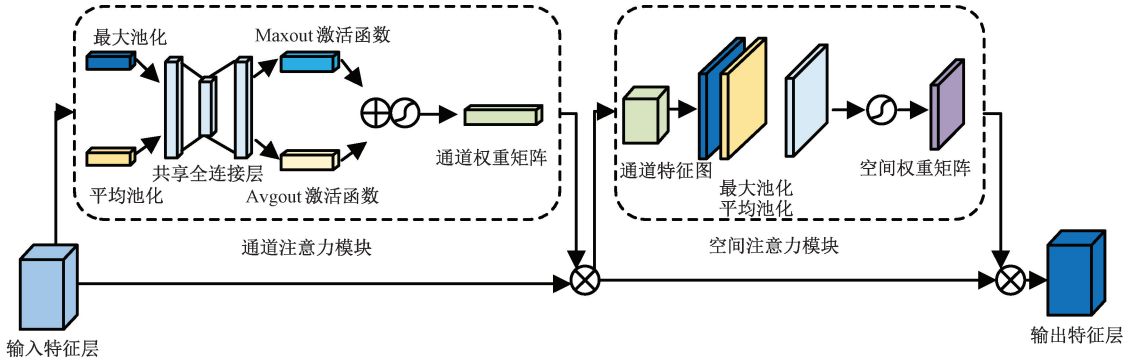 最大池化
Maxout 激活函数
共享全连接层
通道权重矩阵
平均池化
Avgout 激活函数
通道注意力模块
通道特征图
最大池化
平均池化
空间权重矩阵
空间注意力模块
输入特征层
输出特征层